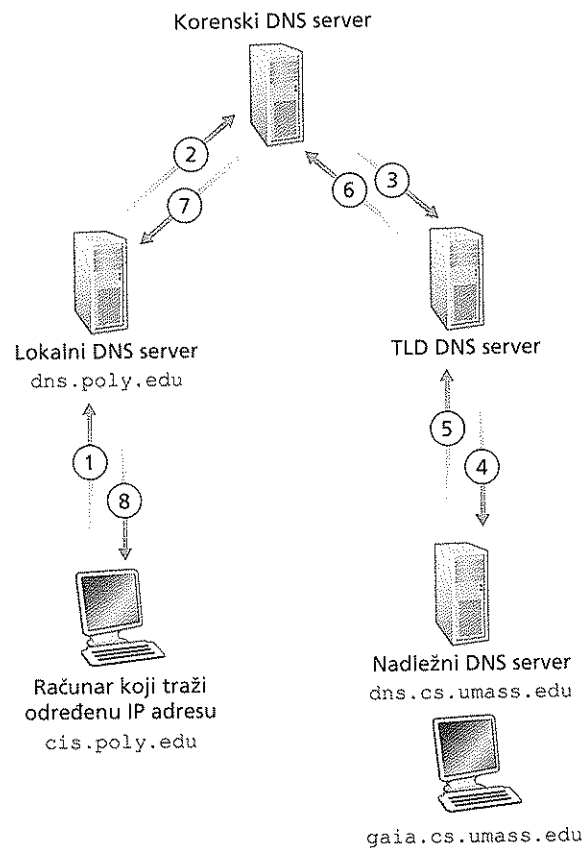 Korenski DNS server
2
7
6
3
Lokalni DNS server
dns.poly.edu
TLD DNS server
1
8
5
4
Računar koji traži
određenu IP adresu
cis.poly.edu
Nadležni DNS server
dns.cs.umass.edu
gaia.cs.umass.edu